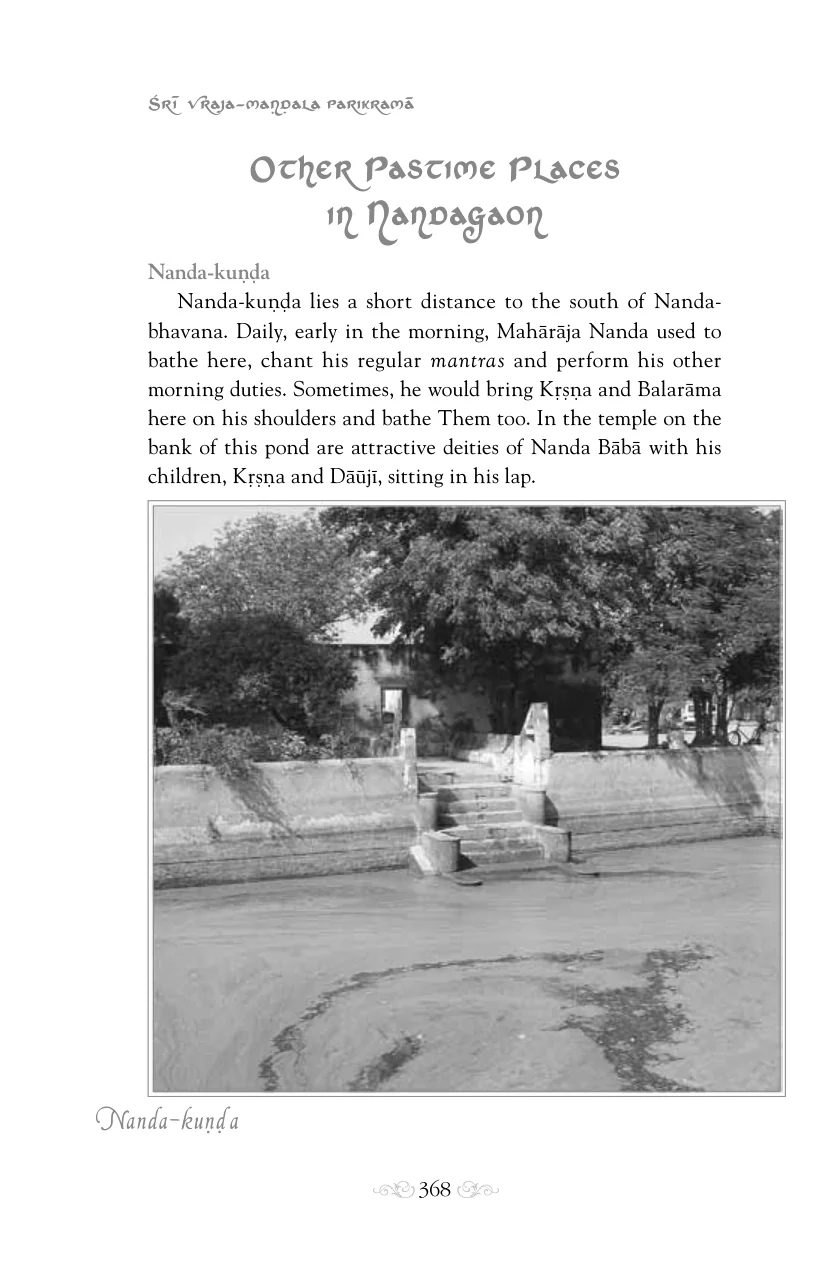 Śrī Vraja-maṇḍala Parikramā
Other Pastime Places
in Nandagaon
Nanda-kuṇḍa
Nanda-kuṇḍa lies a short distance to the south of Nanda-
bhavana. Daily, early in the morning, Mahārāja Nanda used to
bathe here, chant his regular mantras and perform his other
morning duties. Sometimes, he would bring Kṛṣṇa and Balarāma
here on his shoulders and bathe Them too. In the temple on the
bank of this pond are attractive deities of Nanda Bābā with his
children, Kṛṣṇa and Dāūjī, sitting in his lap.
Nanda-kuṇḍa
368